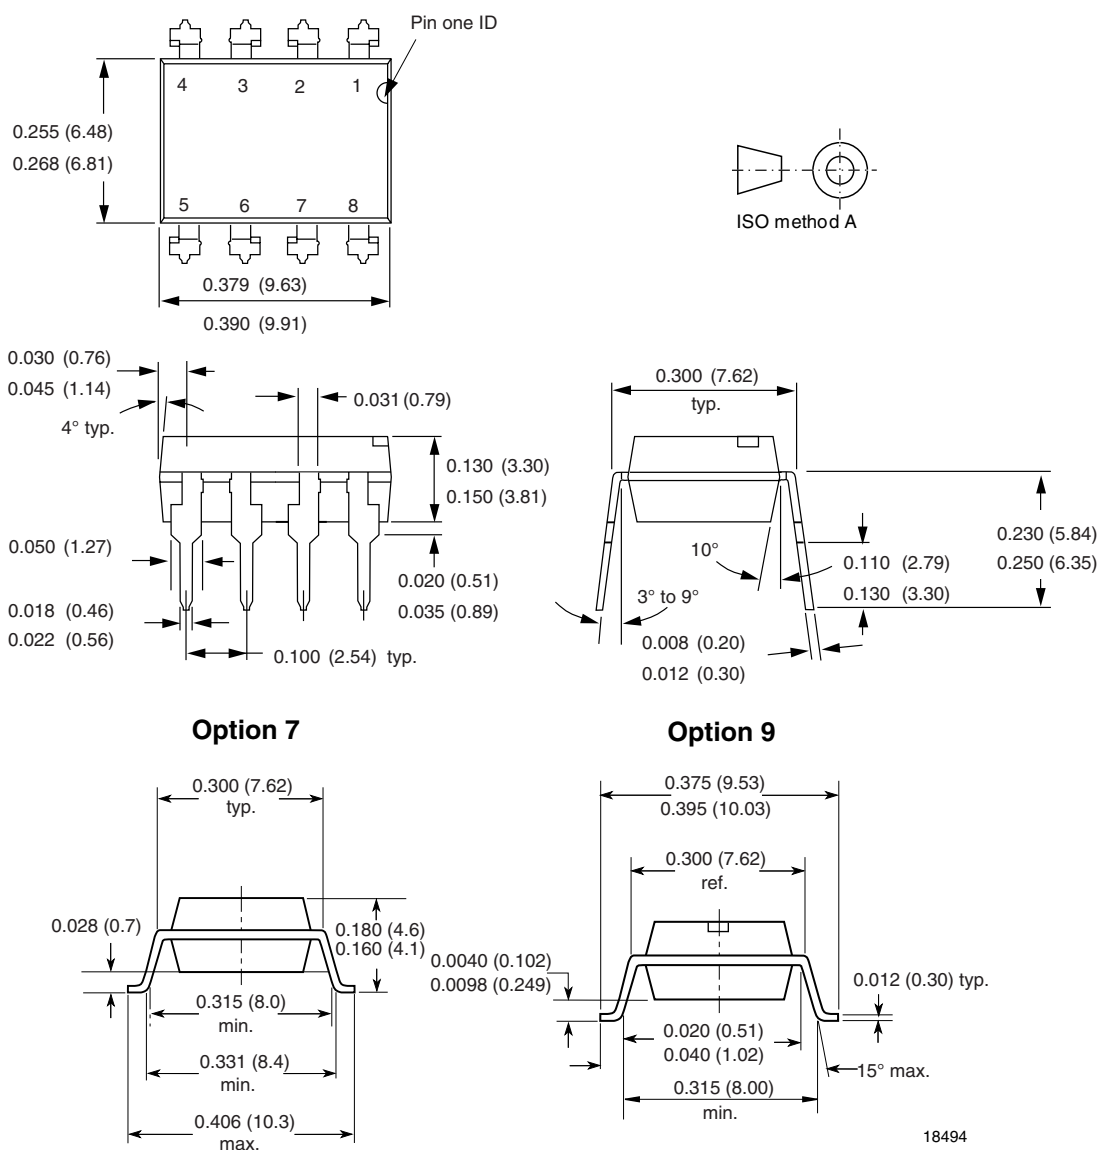 Pin one ID
4 3 2 1
0.255 (6.48)
0.268 (6.81)
5 6 7 8
ISO method A
0.379 (9.63)
0.390 (9.91)
0.030 (0.76)
0.045 (1.14)
4° typ.
0.031 (0.79)
0.130 (3.30)
0.150 (3.81)
0.050 (1.27)
0.020 (0.51)
0.035 (0.89)
0.018 (0.46)
0.022 (0.56)
0.100 (2.54) typ.
0.300 (7.62)
typ.
0.230 (5.84)
0.250 (6.35)
10°
0.110 (2.79)
0.130 (3.30)
3° to 9°
0.008 (0.20)
0.012 (0.30)
Option 7
0.300 (7.62)
typ.
0.028 (0.7)
0.180 (4.6)
0.160 (4.1)
0.315 (8.0)
min.
0.331 (8.4)
min.
0.406 (10.3)
max.
Option 9
0.375 (9.53)
0.395 (10.03)
0.300 (7.62)
ref.
0.0040 (0.102)
0.0098 (0.249)
0.012 (0.30) typ.
0.020 (0.51)
0.040 (1.02)
15° max.
0.315 (8.00)
min.
18494